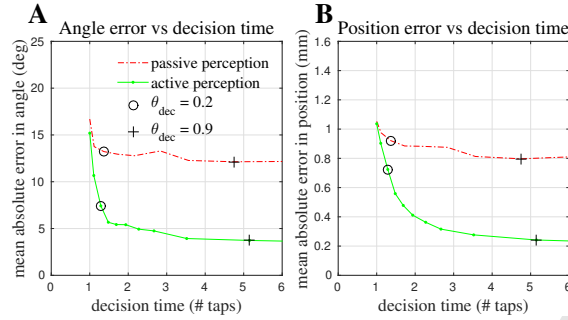 A
Angle error vs decision time
mean absolute error in angle (deg)
25
20
15
10
5
0
passive perception
active perception
θdec = 0.2
θdec = 0.9
0 1 2 3 4 5 6
decision time (# taps)
B
Position error vs decision time
mean absolute error in position (mm)
1.6
1.4
1.2
1
0.8
0.6
0.4
0.2
0
0 1 2 3 4 5 6
decision time (# taps)